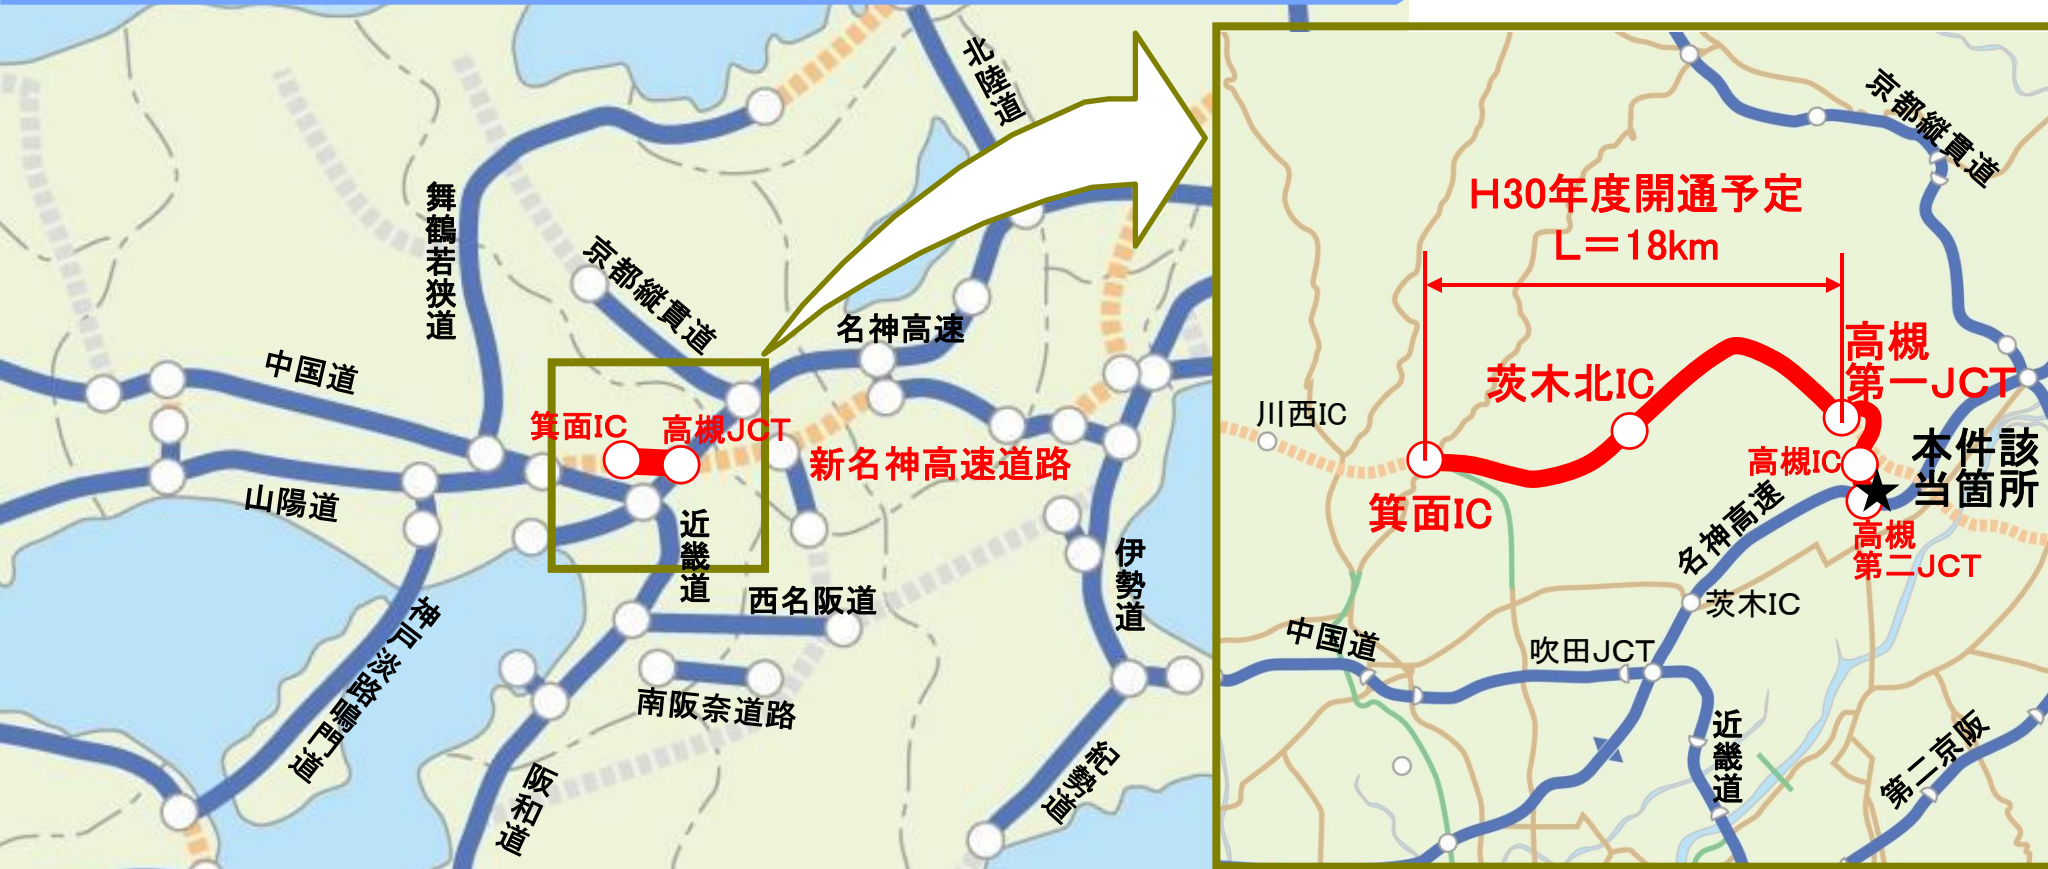 北陸道
舞鶴若狭道
京都縦貫道
名神高速
中国道
箕面IC
高槻JCT
新名神高速道路
山陽道
近畿道
伊勢道
西名阪道
神戸淡路鳴門道
南阪奈道路
阪和道
紀勢道
京都縦貫道
H30年度開通予定
L=18km
高槻
第一JCT
茨木北IC
川西IC
本件該
当箇所
高槻IC
箕面IC
名神高速
高槻
第二JCT
茨木IC
中国道
吹田JCT
近畿道
第二京阪